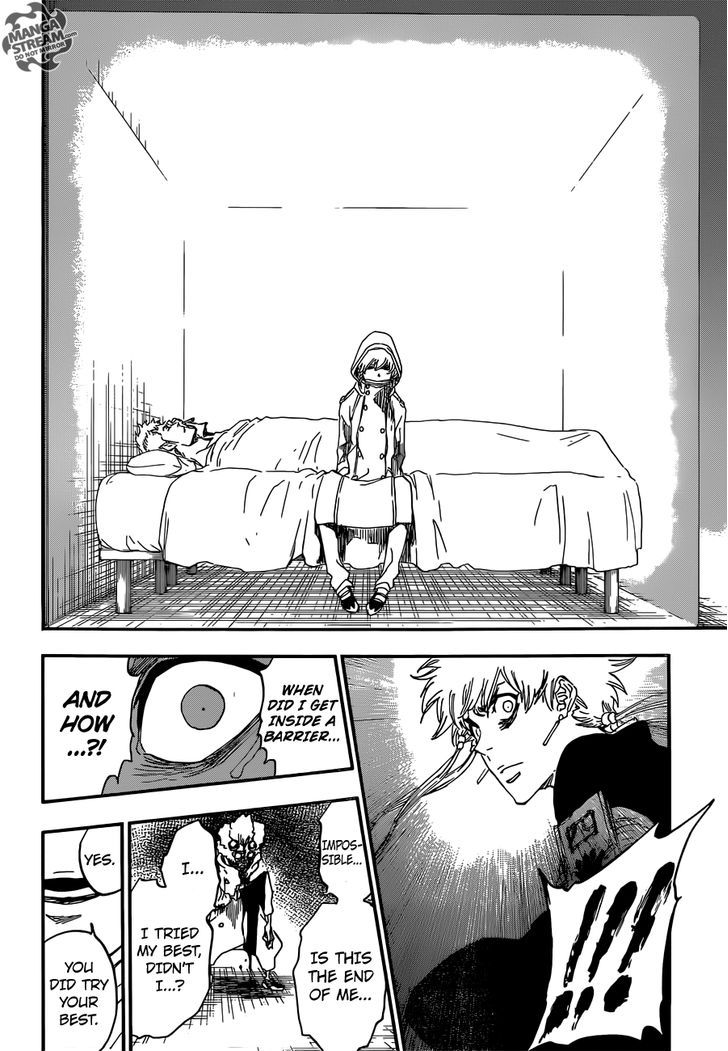 MANGA
STREAM.com
DO NOT MIRROR
!!!
WHEN
DID I GET
INSIDE
A BARRIER...
AND
HOW
...?!
IMPOS-
SIBLE...
IS THIS
THE END
OF ME...
I...
I TRIED
MY BEST,
DIDN'T
I...?
YES.
YOU
DID TRY
YOUR
BEST.